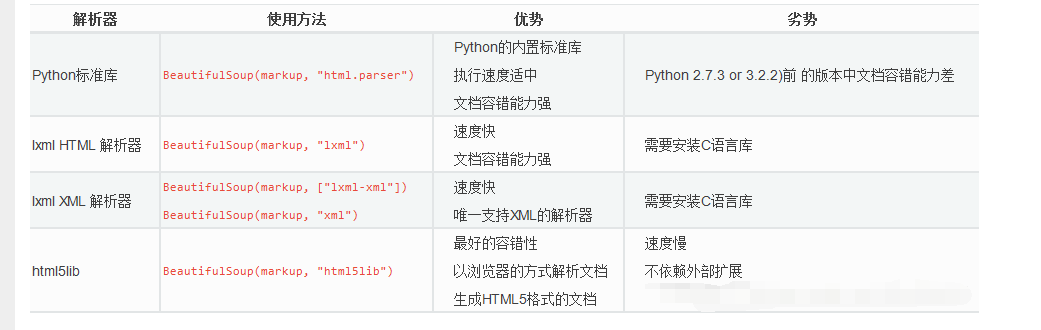 解析器 使用方法 优势 劣势
Python标准库 BeautifulSoup(markup, "html.parser") Python的内置标准库
执行速度适中
文档容错能力强 Python 2.7.3 or 3.2.2)前 的版本中文档容错能力差
lxml HTML 解析器 BeautifulSoup(markup, "lxml") 速度快
文档容错能力强 需要安装C语言库
lxml XML 解析器 BeautifulSoup(markup, ["lxml-xml"])
BeautifulSoup(markup, "xml") 速度快
唯一支持XML的解析器 需要安装C语言库
html5lib BeautifulSoup(markup, "html5lib") 最好的容错性
以浏览器的方式解析文档
生成HTML5格式的文档 速度慢
不依赖外部扩展